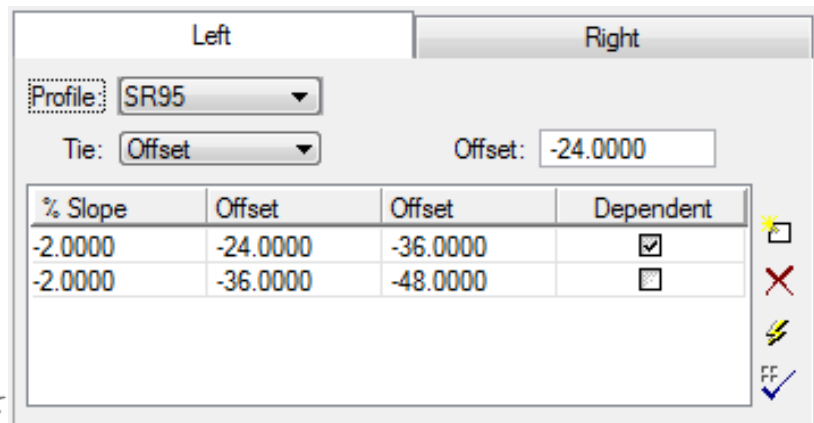 Left Right
Profile: SR95
Tie: Offset Offset: -24.0000
% Slope Offset Offset Dependent
-2.0000 -24.0000 -36.0000
-2.0000 -36.0000 -48.0000
FF